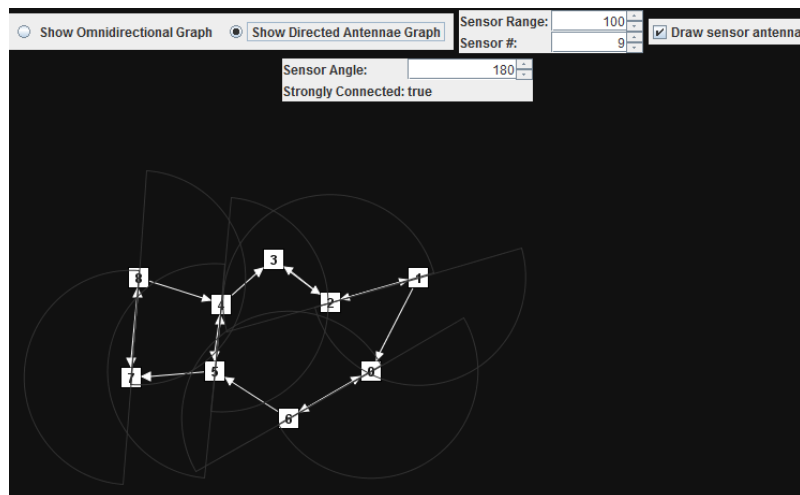 Show Omnidirectional Graph
Show Directed Antennae Graph
Sensor Range: 100
Sensor #: 9
Draw sensor antenna
Sensor Angle: 180
Strongly Connected: true
3
8
1
4
2
7
5
0
6